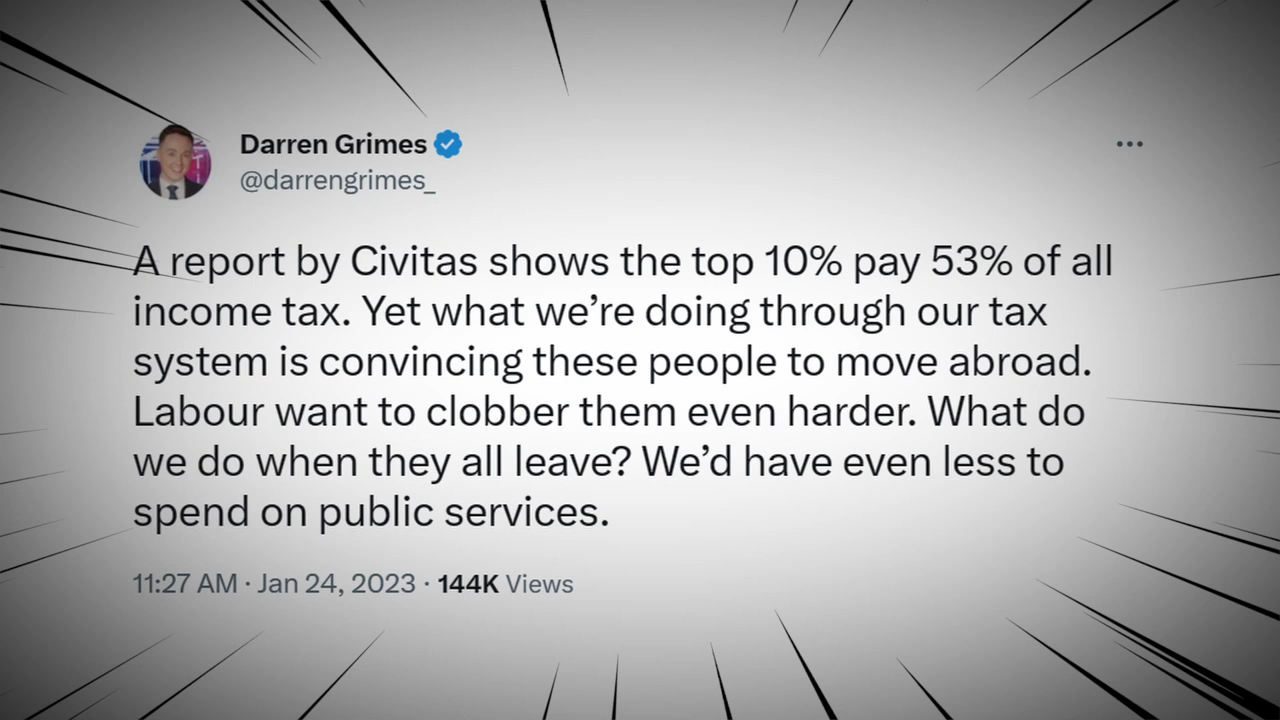 Darren Grimes
@darrengrimes_
A report by Civitas shows the top 10% pay 53% of all
income tax. Yet what we’re doing through our tax
system is convincing these people to move abroad.
Labour want to clobber them even harder. What do
we do when they all leave? We’d have even less to
spend on public services.
11:27 AM · Jan 24, 2023 · 144K Views